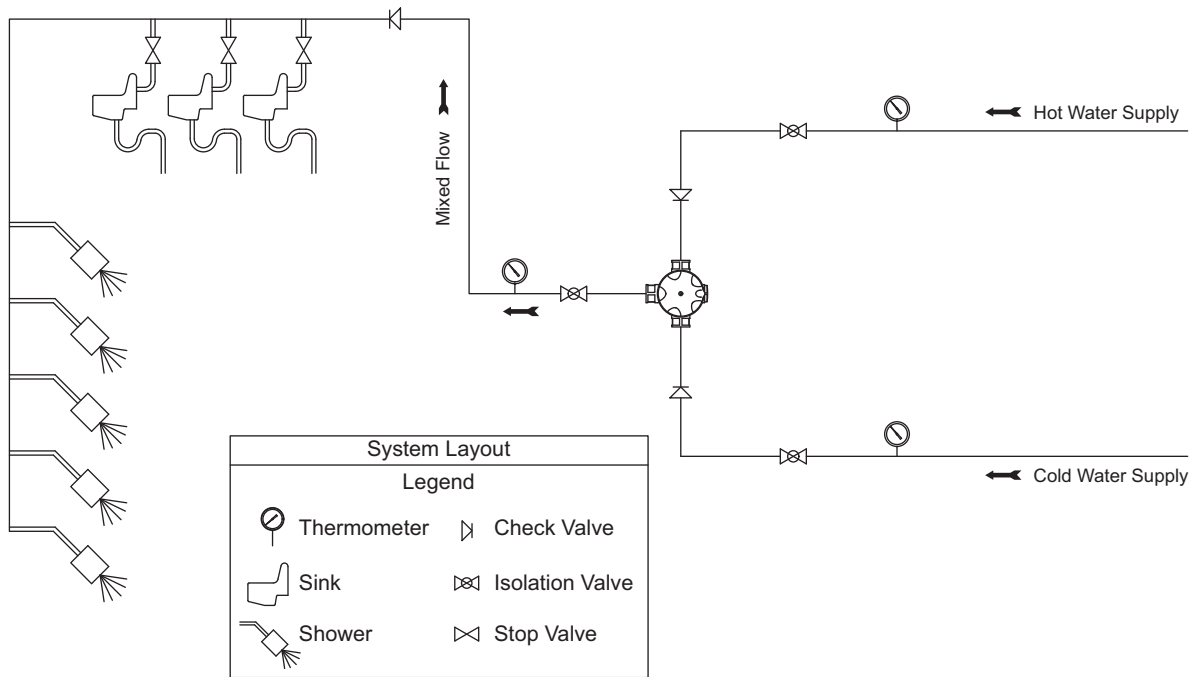 Hot Water Supply
Mixed Flow
Cold Water Supply
System Layout
Legend
Thermometer
Check Valve
Sink
Isolation Valve
Shower
Stop Valve